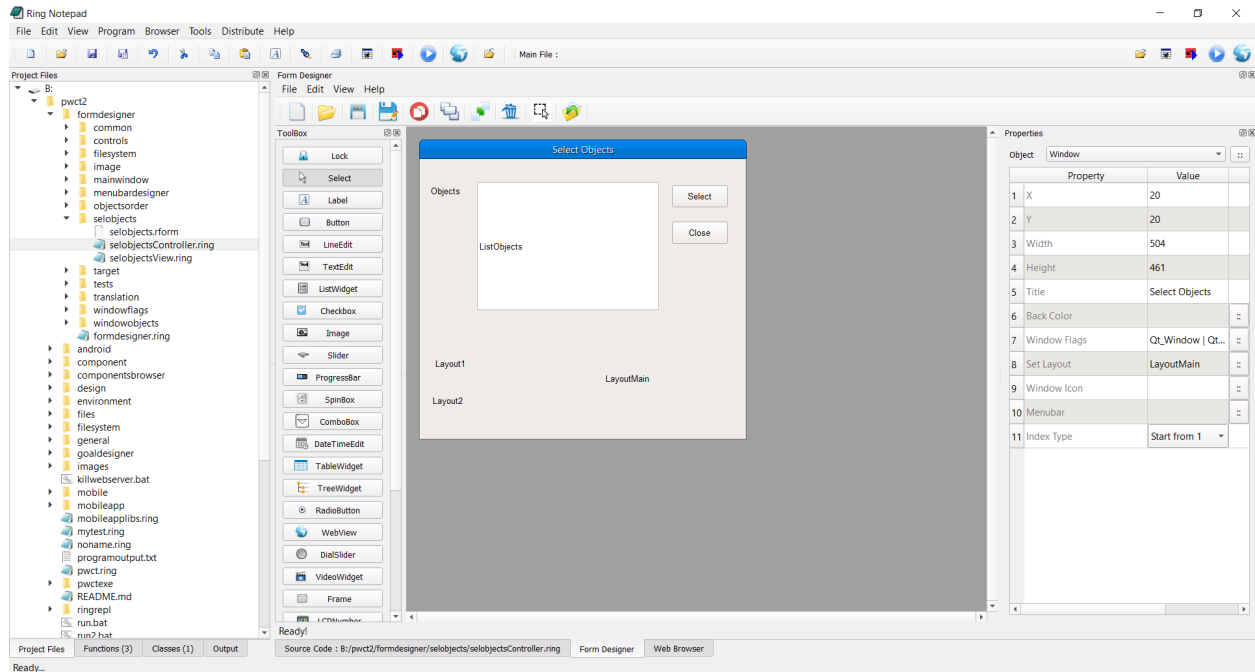 Ring Notepad
File Edit View Program Browser Tools Distribute Help
Main File :
Project Files
B:
pwct2
formdesigner
common
controls
filesystem
image
mainwindow
menubardesigner
objectsorder
selobjects
selobjects.rform
selobjectsController.ring
selobjectsView.ring
target
tests
translation
windowflags
windowobjects
formdesigner.ring
android
component
componentsbrowser
design
environment
files
filesystem
general
goaldesigner
images
killwebserver.bat
mobile
mobileapp
mobileapplibs.ring
mytest.ring
noname.ring
programoutput.txt
pwct.ring
pwctexe
README.md
ringrepl
run.bat
run2.bat
Project Files Functions (3) Classes (1) Output
Form Designer
File Edit View Help
ToolBox
Lock
Select
Label
Button
LineEdit
TextEdit
ListWidget
Checkbox
Image
Slider
ProgressBar
SpinBox
ComboBox
DateTimeEdit
TableWidget
TreeWidget
RadioButton
WebView
DialSlider
VideoWidget
Frame
LCDNumber
Select Objects
Objects
ListObjects
Select
Close
Layout1
LayoutMain
Layout2
Properties
Object Window
Property Value
1 X 20
2 Y 20
3 Width 504
4 Height 461
5 Title Select Objects
6 Back Color
7 Window Flags Qt_Window | Qt...
8 Set Layout LayoutMain
9 Window Icon
10 Menubar
11 Index Type Start from 1
Ready!
Source Code : B:/pwct2/formdesigner/selobjects/selobjectsController.ring Form Designer Web Browser
Ready...